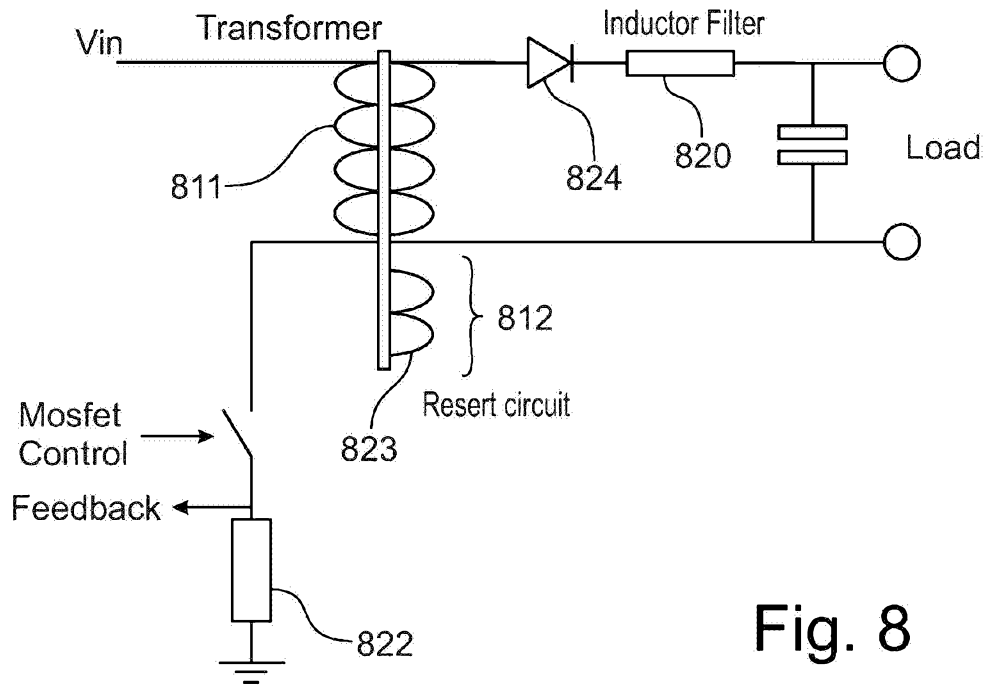 Transformer
Inductor Filter
Vin
811
824
820
Load
812
Resert circuit
823
Mosfet
Control
Feedback
822
Fig. 8